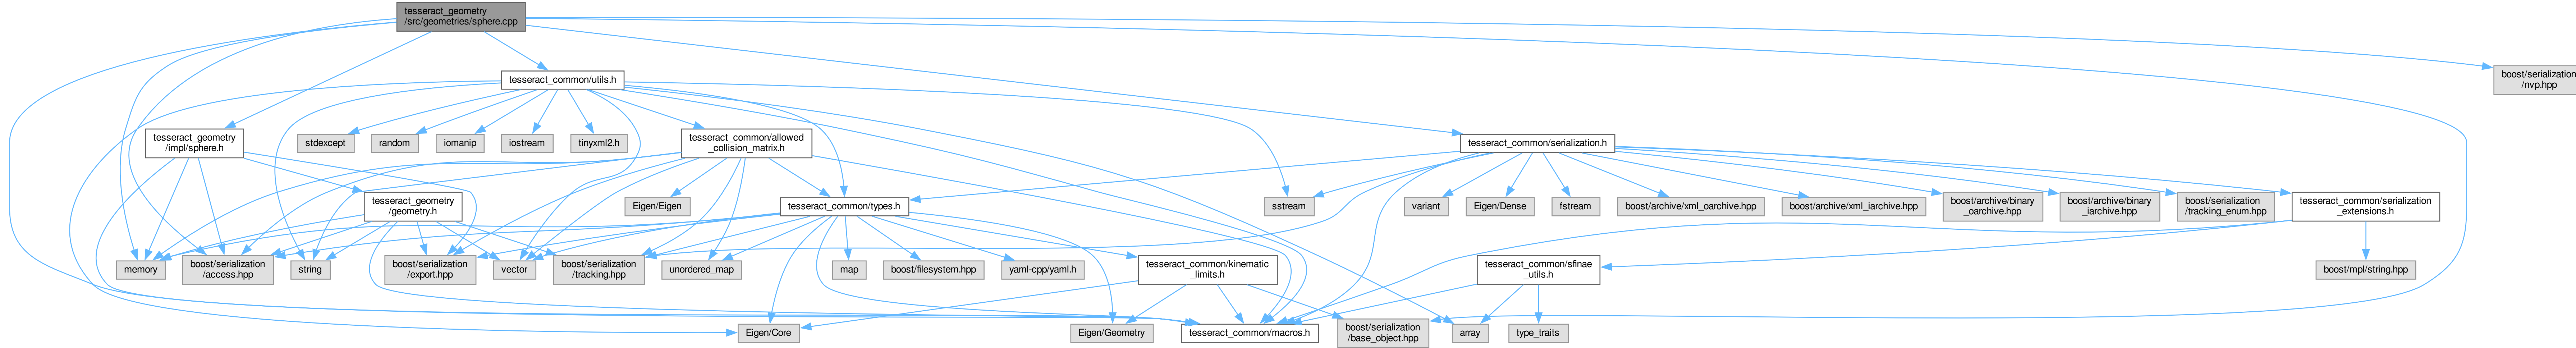 tesseract_geometry
/src/geometries/sphere.cpp
tesseract_common/utils.h
boost/serialization
/nvp.hpp
tesseract_geometry
/impl/sphere.h
stdexcept
random
iomanip
iostream
tinyxml2.h
tesseract_common/allowed
_collision_matrix.h
tesseract_common/serialization.h
tesseract_geometry
/geometry.h
Eigen/Eigen
tesseract_common/types.h
sstream
variant
Eigen/Dense
fstream
boost/archive/xml_oarchive.hpp
boost/archive/xml_iarchive.hpp
boost/archive/binary
_oarchive.hpp
boost/archive/binary
_iarchive.hpp
boost/serialization
/tracking_enum.hpp
tesseract_common/serialization
_extensions.h
memory
boost/serialization
/access.hpp
string
boost/serialization
/export.hpp
vector
boost/serialization
/tracking.hpp
unordered_map
map
boost/filesystem.hpp
yaml-cpp/yaml.h
tesseract_common/kinematic
_limits.h
tesseract_common/sfinae
_utils.h
boost/mpl/string.hpp
Eigen/Core
Eigen/Geometry
tesseract_common/macros.h
boost/serialization
/base_object.hpp
array
type_traits